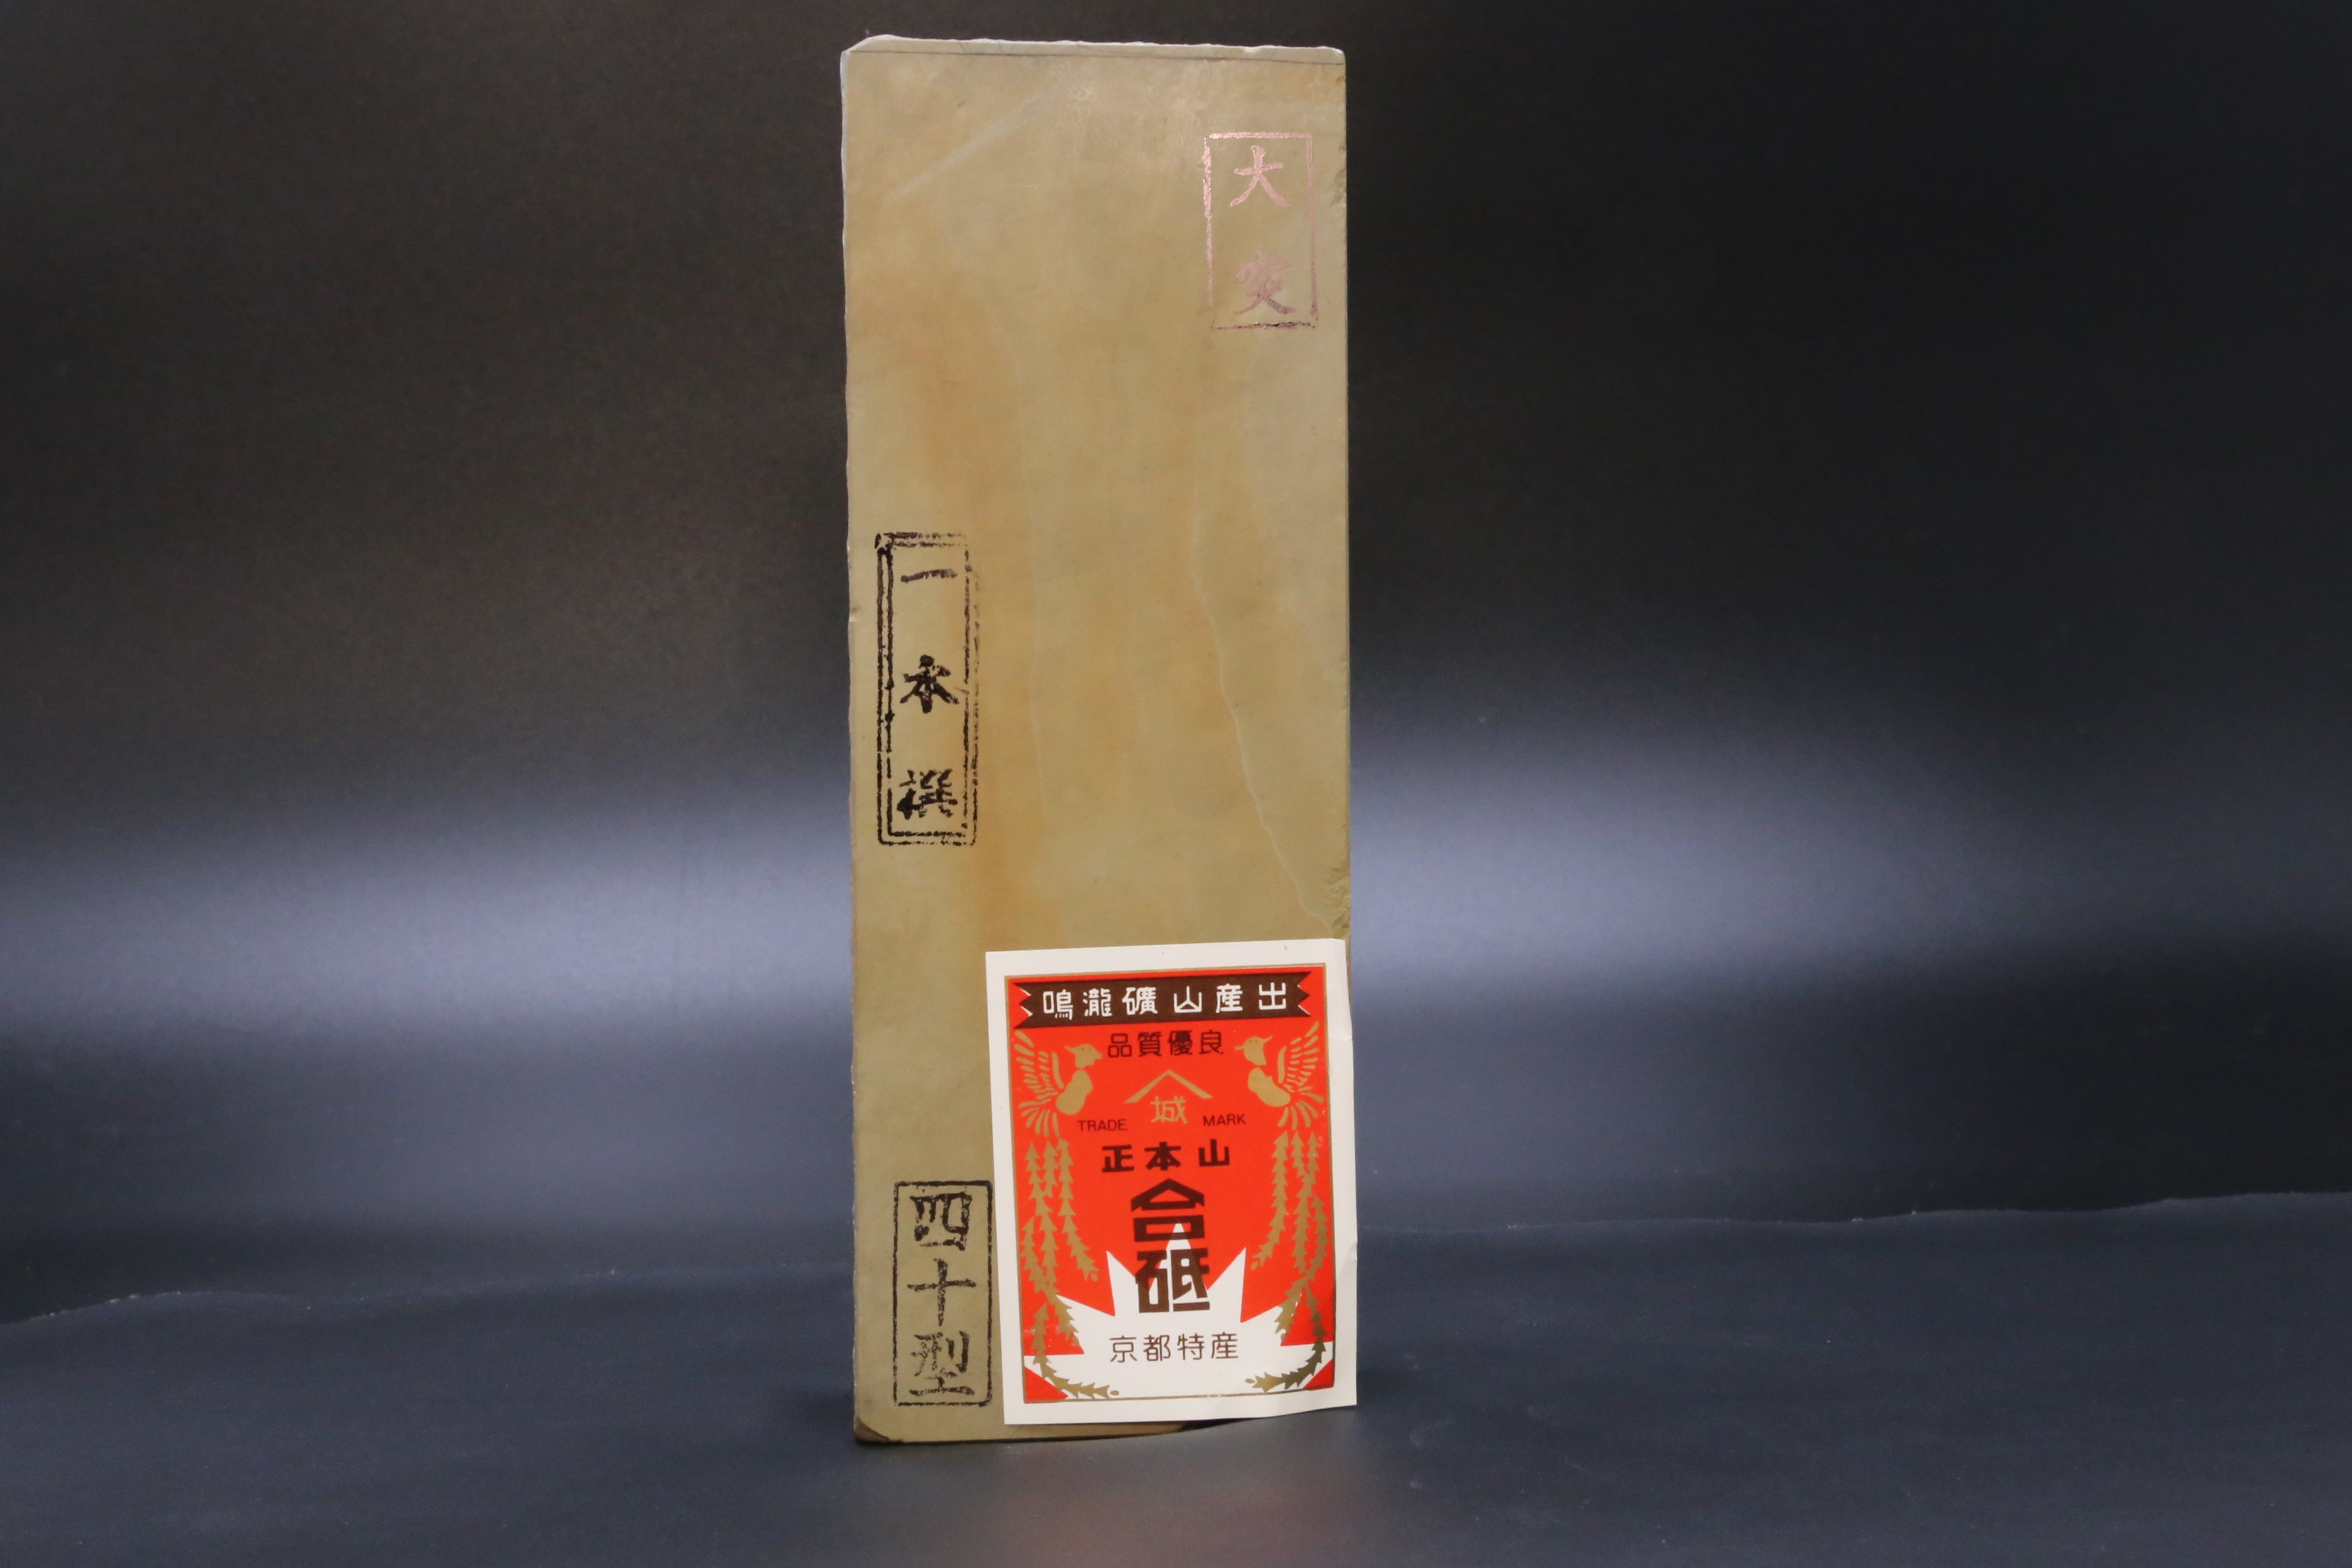 大突
一本撰
四十型
鳴瀧礦山産出
品質優良
城
TRADE MARK
正本山
合砥
京都特産